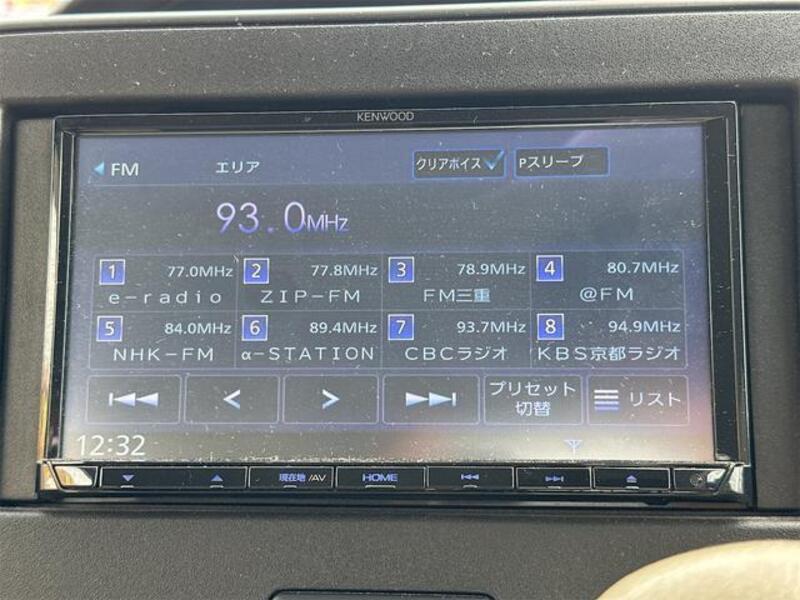 KENWOOD
FM エリア クリアボイス Pスリープ
93.0MHz
1 77.0MHz 2 77.8MHz 3 78.9MHz 4 80.7MHz
e-radio ZIP-FM FM三重 @FM
5 84.0MHz 6 89.4MHz 7 93.7MHz 8 94.9MHz
NHK-FM α-STATION CBCラジオ KBS京都ラジオ
プリセット
切替 リスト
12:32
現在地/AV HOME